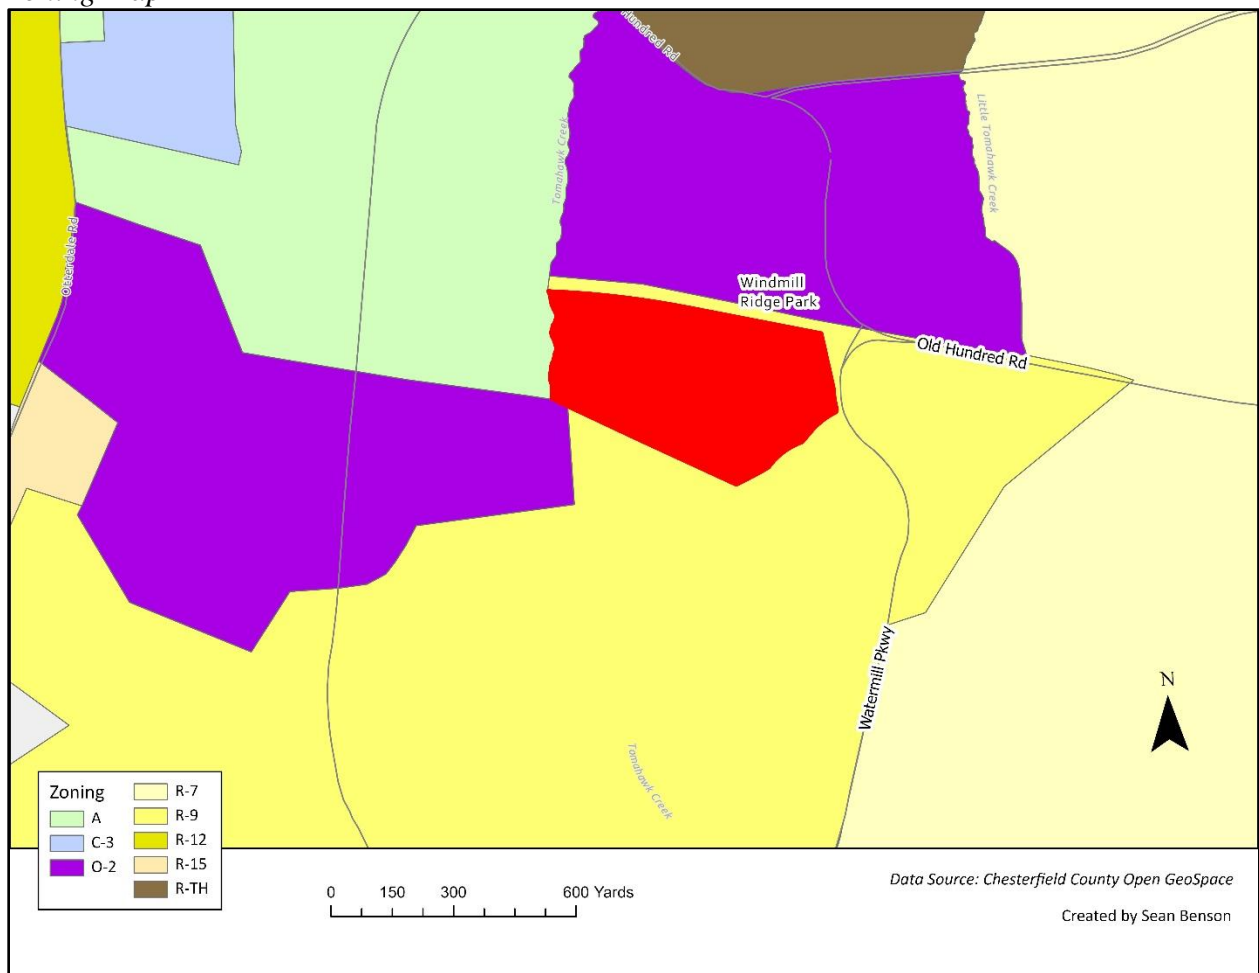 Hundred Rd
Tomahawk Creek
Little Tomahawk Creek
Otterdale Rd
Windmill
Ridge Park
Old Hundred Rd
Watermill Pkwy
N
Tomahawk Creek
Zoning
A
C-3
O-2
R-7
R-9
R-12
R-15
R-TH
0 150 300 600 Yards
Data Source: Chesterfield County Open GeoSpace
Created by Sean Benson